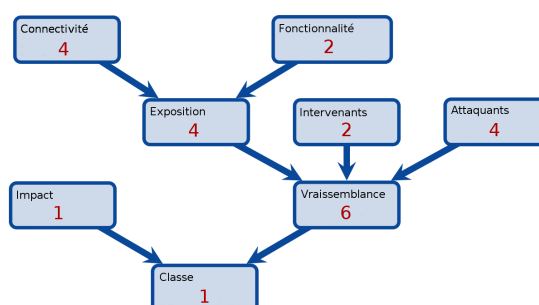 Connectivité
4
Fonctionnalité
2
Exposition
4
Intervenants
2
Attaquants
4
Impact
1
Vraissemblance
6
Classe
1